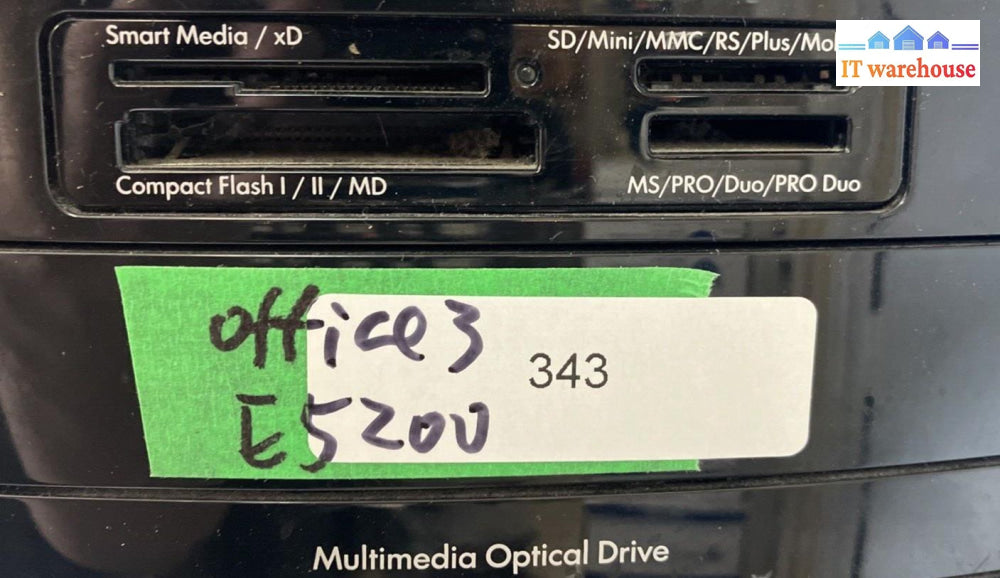 Smart Media / xD
SD/Mini/MMC/RS/Plus/Mo
IT warehouse
Compact Flash I / II / MD
MS/PRO/Duo/PRO Duo
office3
343
E5200
Multimedia Optical Drive